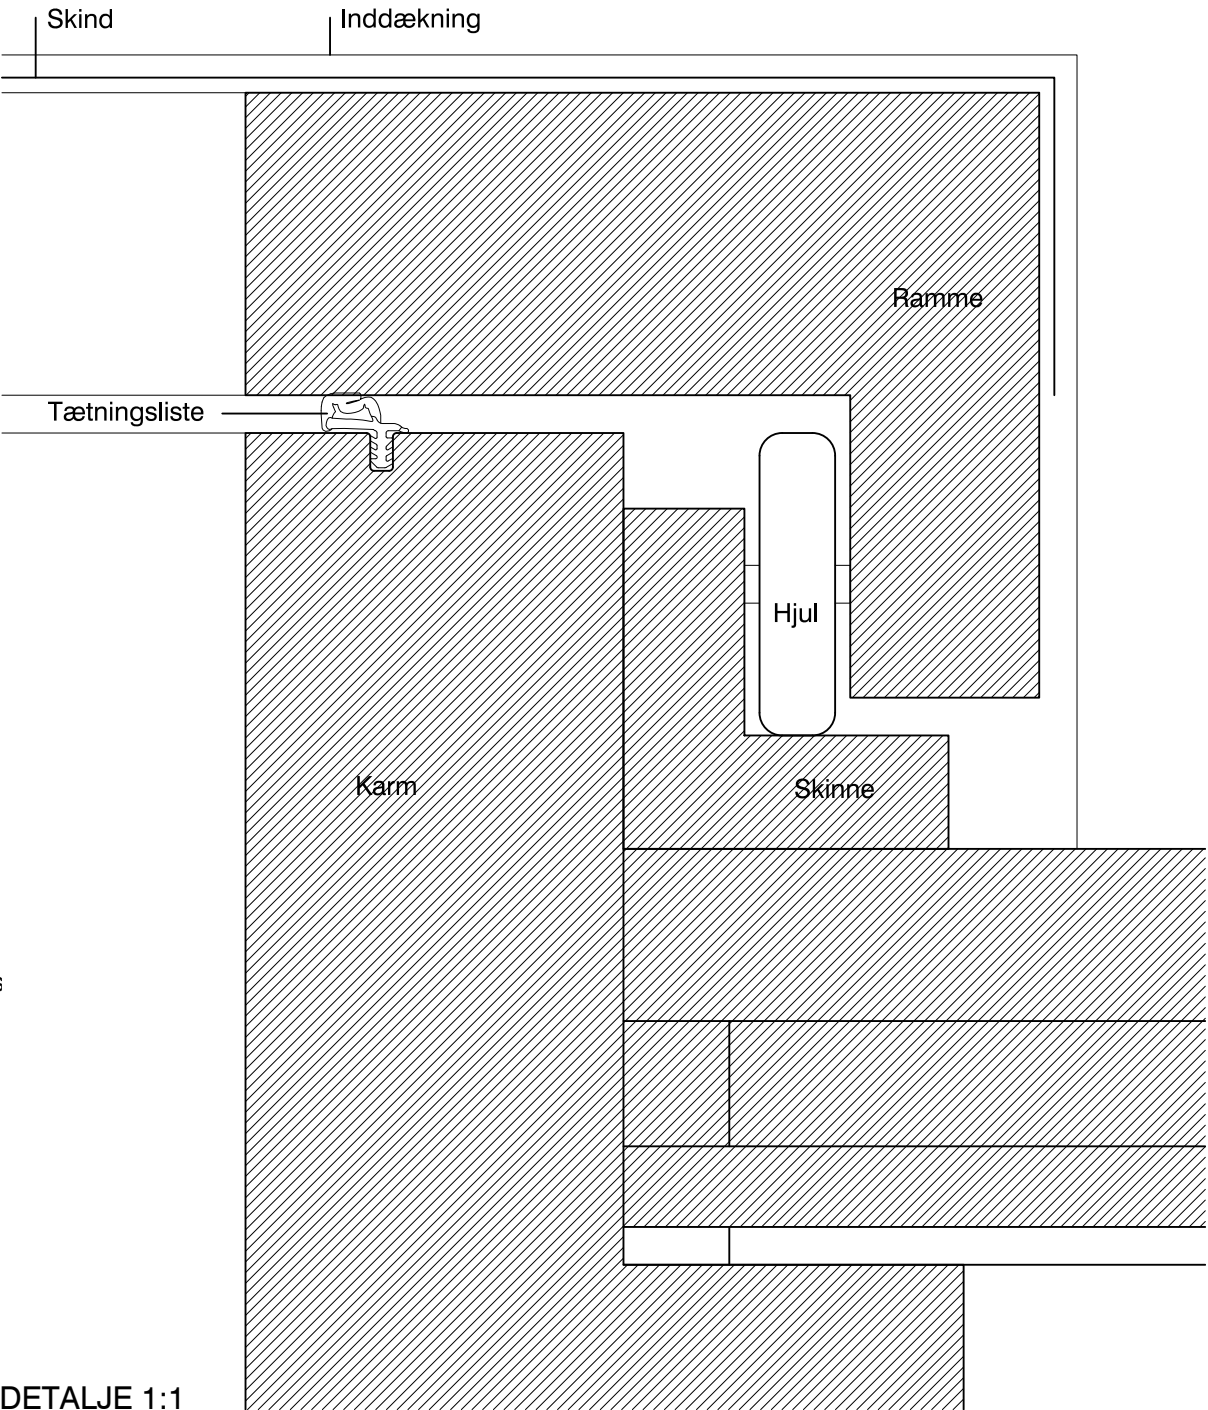 Skind
Inddækning
Ramme
Tætningsliste
Hjul
Karm
Skinne
s
DETALJE 1:1